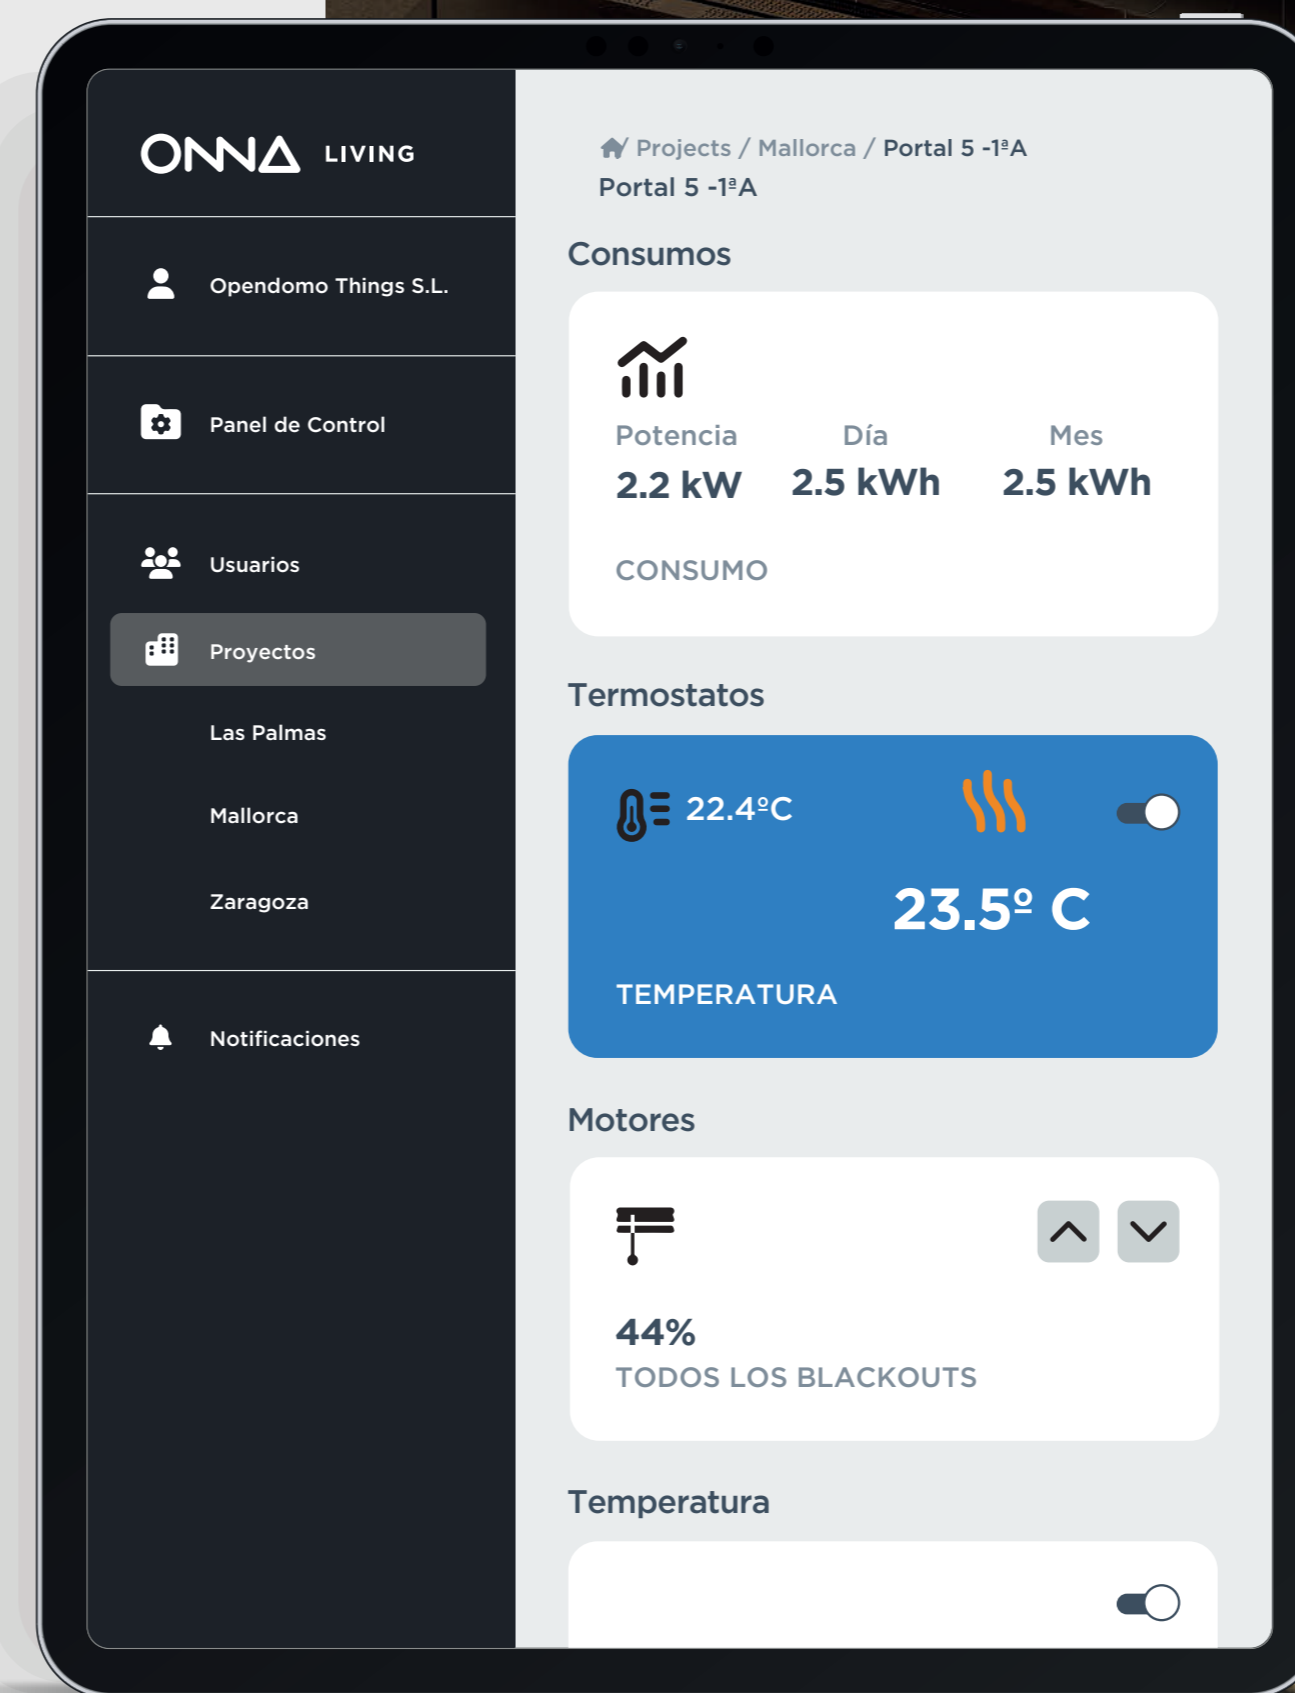 ONNA LIVING
Opendomo Things S.L.
Panel de Control
Usuarios
Proyectos
Las Palmas
Mallorca
Zaragoza
Notificaciones
Projects / Mallorca / Portal 5 -1ªA
Portal 5 -1ªA
Consumos
Potencia Día Mes
2.2 kW 2.5 kWh 2.5 kWh
CONSUMO
Termostatos
22.4ºC
23.5º C
TEMPERATURA
Motores
44%
TODOS LOS BLACKOUTS
Temperatura